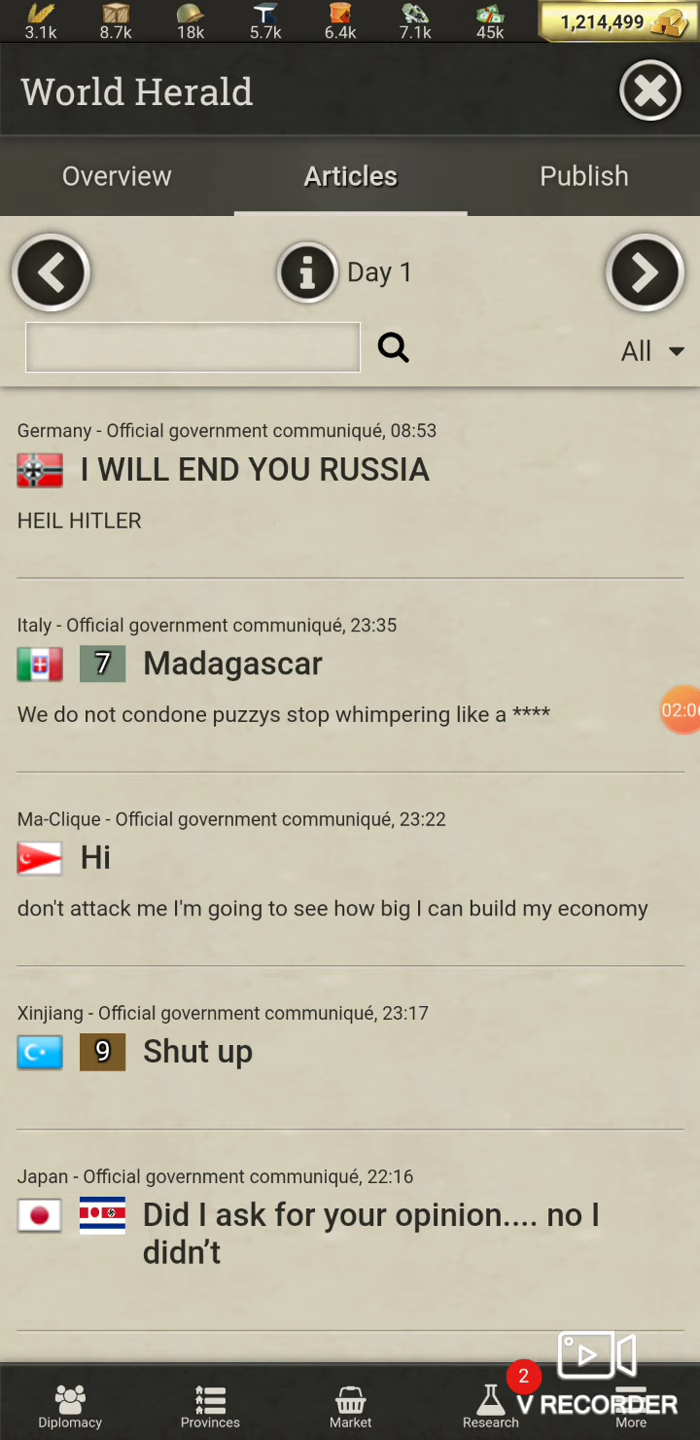 3.1k 8.7k 18k 5.7k 6.4k 7.1k 45k 1,214,499
World Herald
Overview Articles Publish
Day 1
All
Germany - Official government communiqué, 08:53
I WILL END YOU RUSSIA
HEIL HITLER
Italy - Official government communiqué, 23:35
7 Madagascar
We do not condone puzzys stop whimpering like a ****
02:0
Ma-Clique - Official government communiqué, 23:22
Hi
don't attack me I'm going to see how big I can build my economy
Xinjiang - Official government communiqué, 23:17
9 Shut up
Japan - Official government communiqué, 22:16
Did I ask for your opinion.... no I
didn’t
2
V RECORDER
Diplomacy Provinces Market Research More